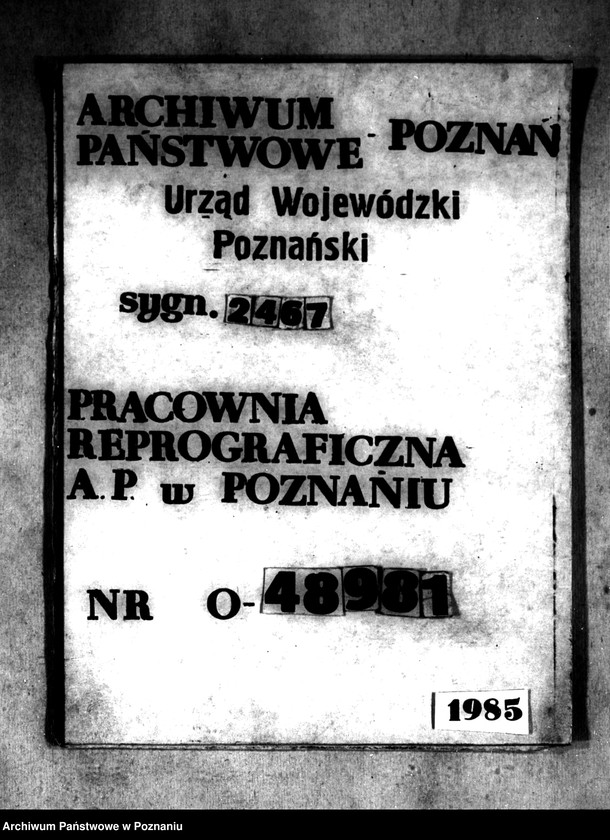 ARCHIWUM
PAŃSTWOWE - POZNAŃ
Urząd Wojewódzki
Poznański
sygn. 2467
PRACOWNIA
REPROGRAFICZNA
A.P. w POZNANIU
NR O-48981
1985
Archiwum Państwowe w Poznaniu